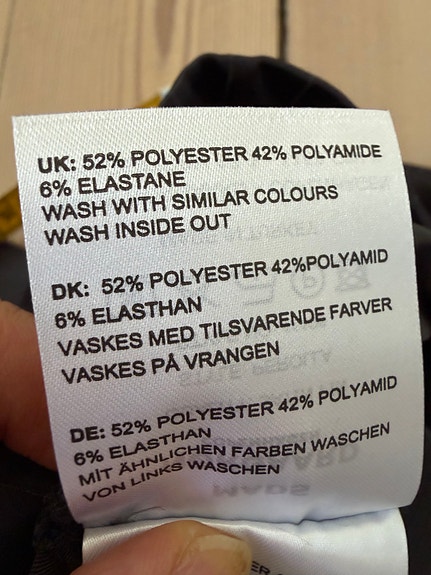 UK: 52% POLYESTER 42% POLYAMIDE
6% ELASTANE
WASH WITH SIMILAR COLOURS
WASH INSIDE OUT
DK: 52% POLYESTER 42%POLYAMID
6% ELASTHAN
VASKES MED TILSVARENDE FARVER
VASKES PÅ VRANGEN
DE: 52% POLYESTER 42% POLYAMID
6% ELASTHAN
MIT ÄHNLICHEN FARBEN WASCHEN
VON LINKS WASCHEN